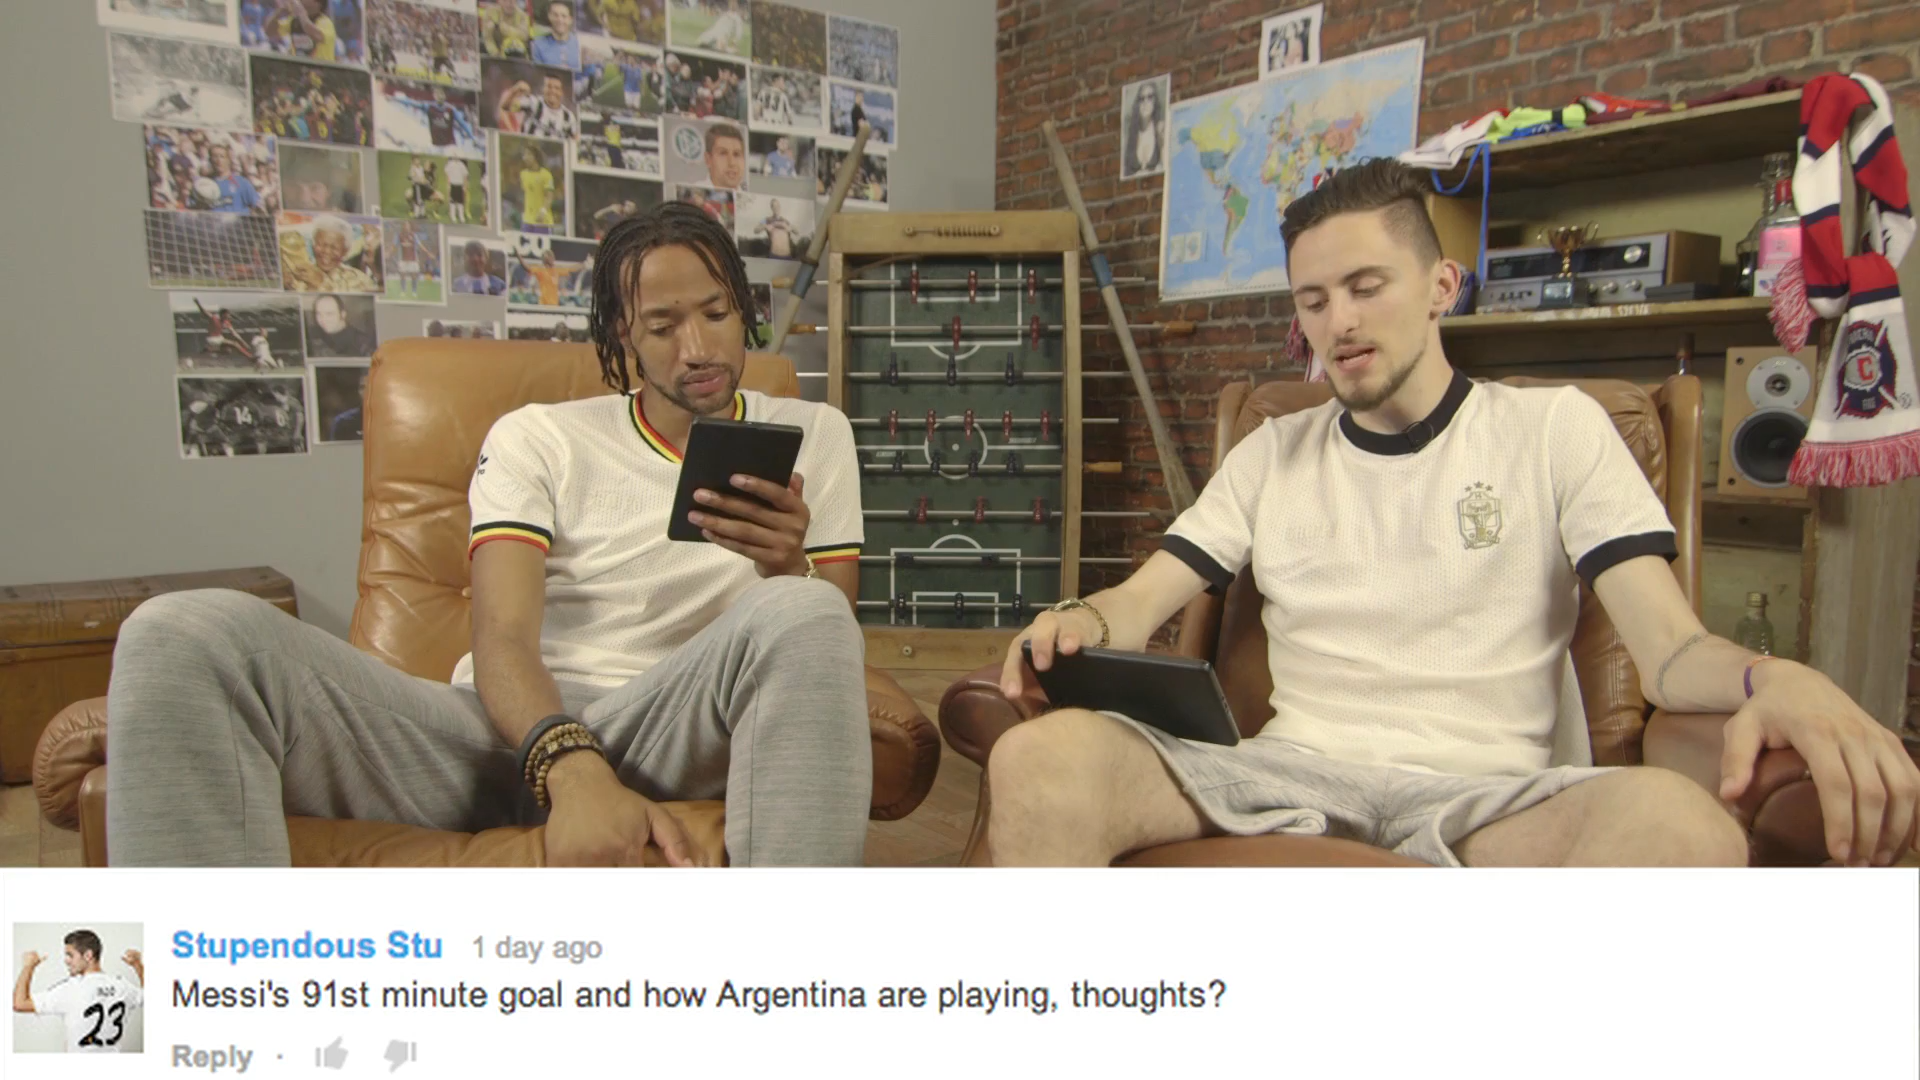 Stupendous Stu 1 day ago
Messi's 91st minute goal and how Argentina are playing, thoughts?
23
Reply ·